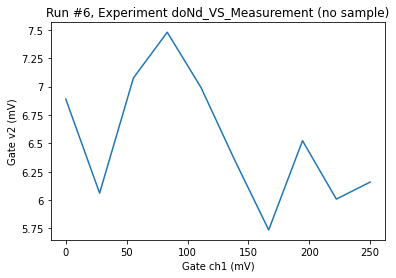 Run #6, Experiment doNd_VS_Measurement (no sample)
7.5
7.25
7
6.75
6.5
6.25
6
5.75
Gate v2 (mV)
0 50 100 150 200 250
Gate ch1 (mV)